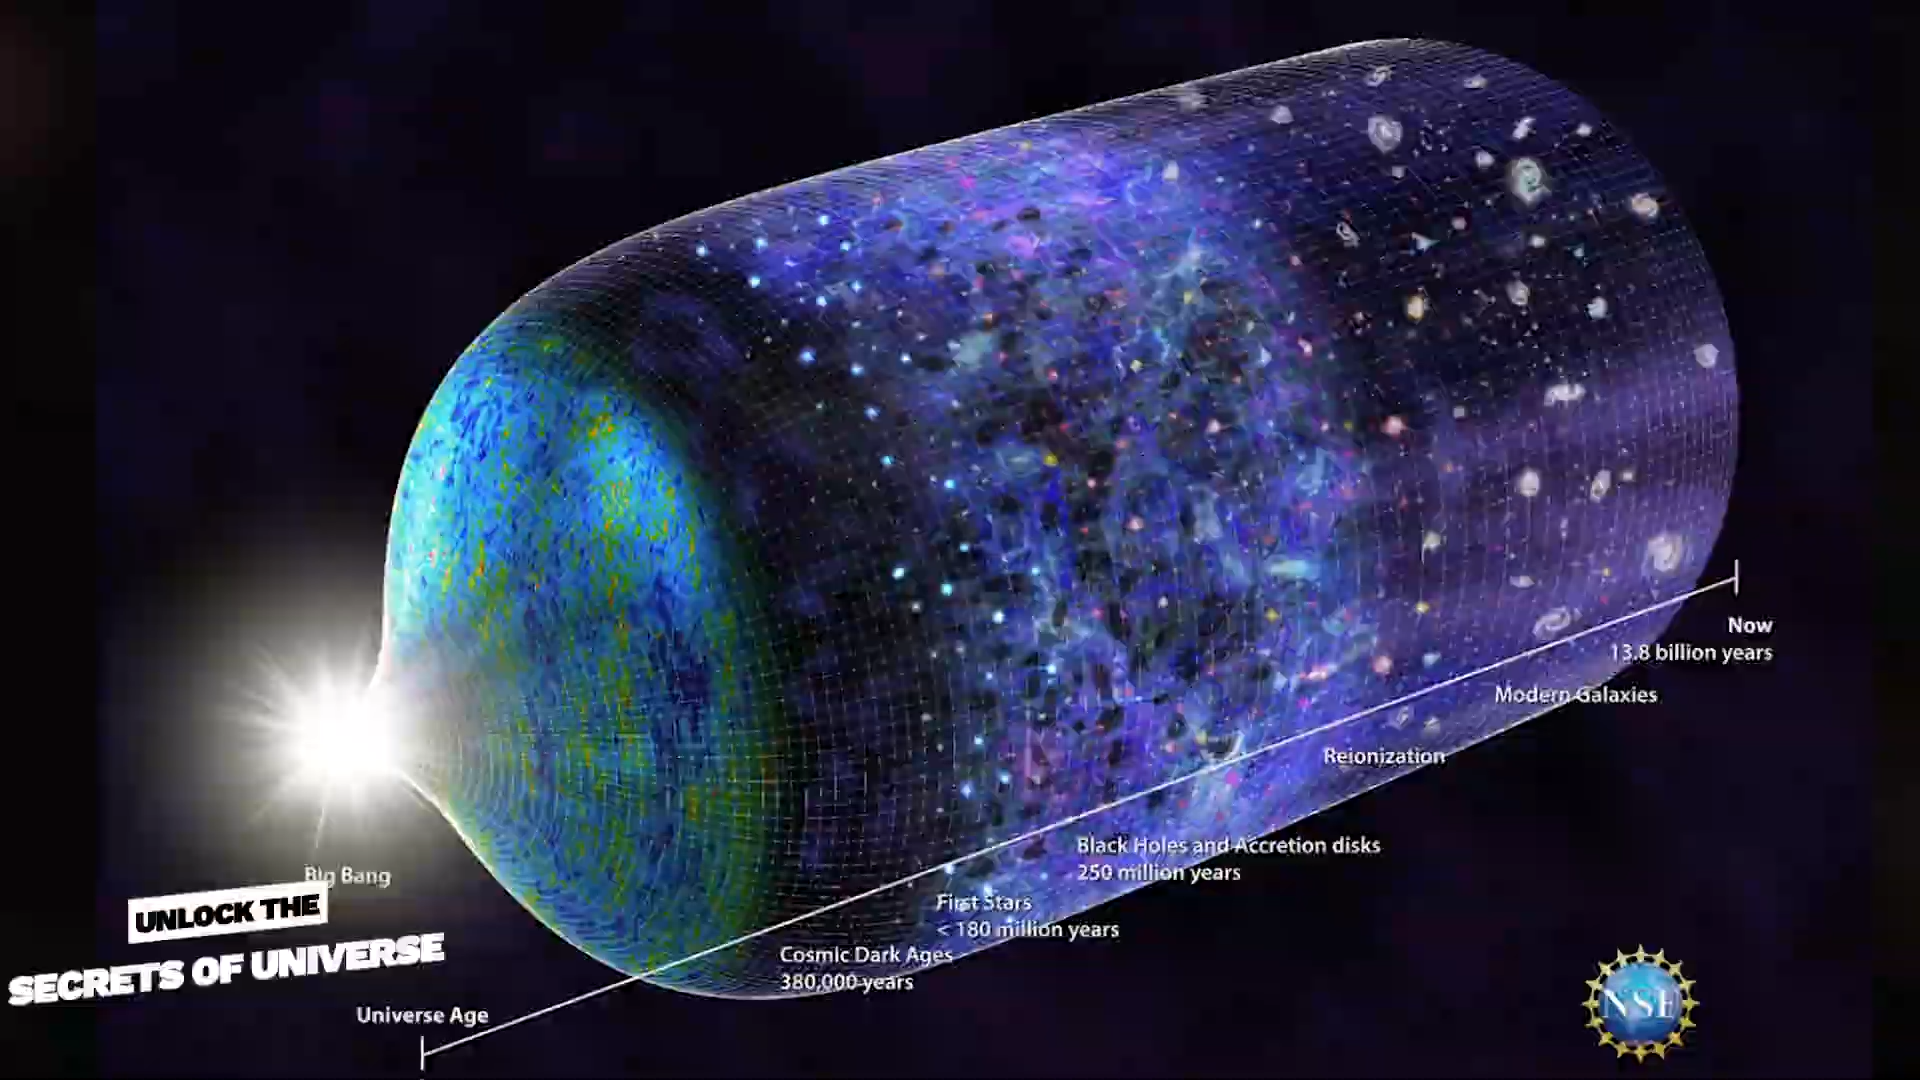 Now
13.8 billion years
Modern Galaxies
Reionization
Black Holes and Accretion disks
250 million years
Big Bang
First Stars
< 180 million years
UNLOCK THE
SECRETS OF UNIVERSE
Cosmic Dark Ages
380,000 years
Universe Age
NSF